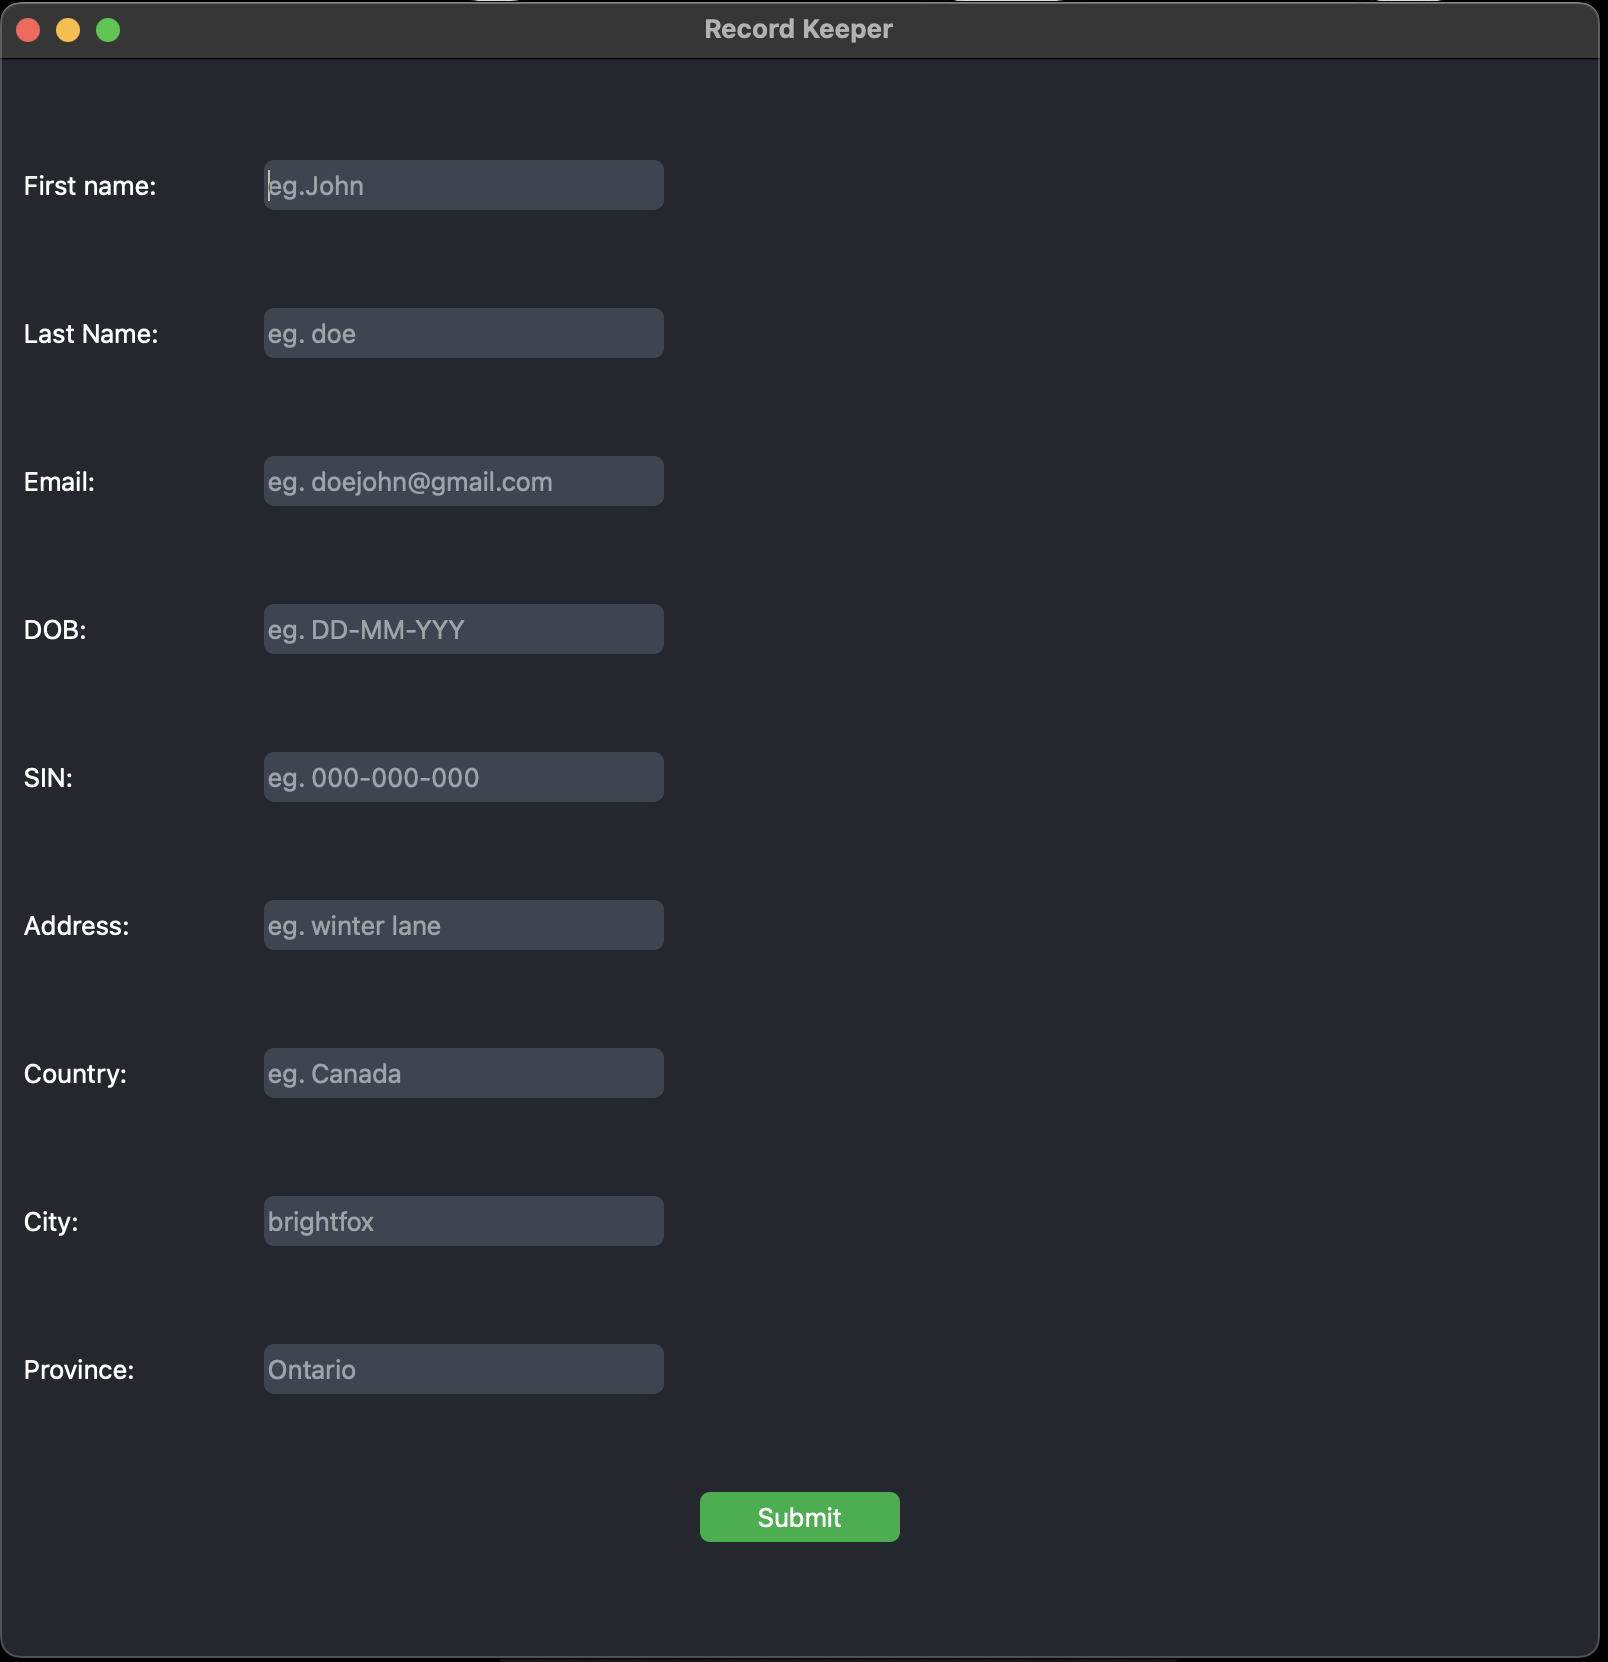 Record Keeper
First name: eg.John
Last Name: eg. doe
Email: eg. doejohn@gmail.com
DOB: eg. DD-MM-YYY
SIN: eg. 000-000-000
Address: eg. winter lane
Country: eg. Canada
City: brightfox
Province: Ontario
Submit